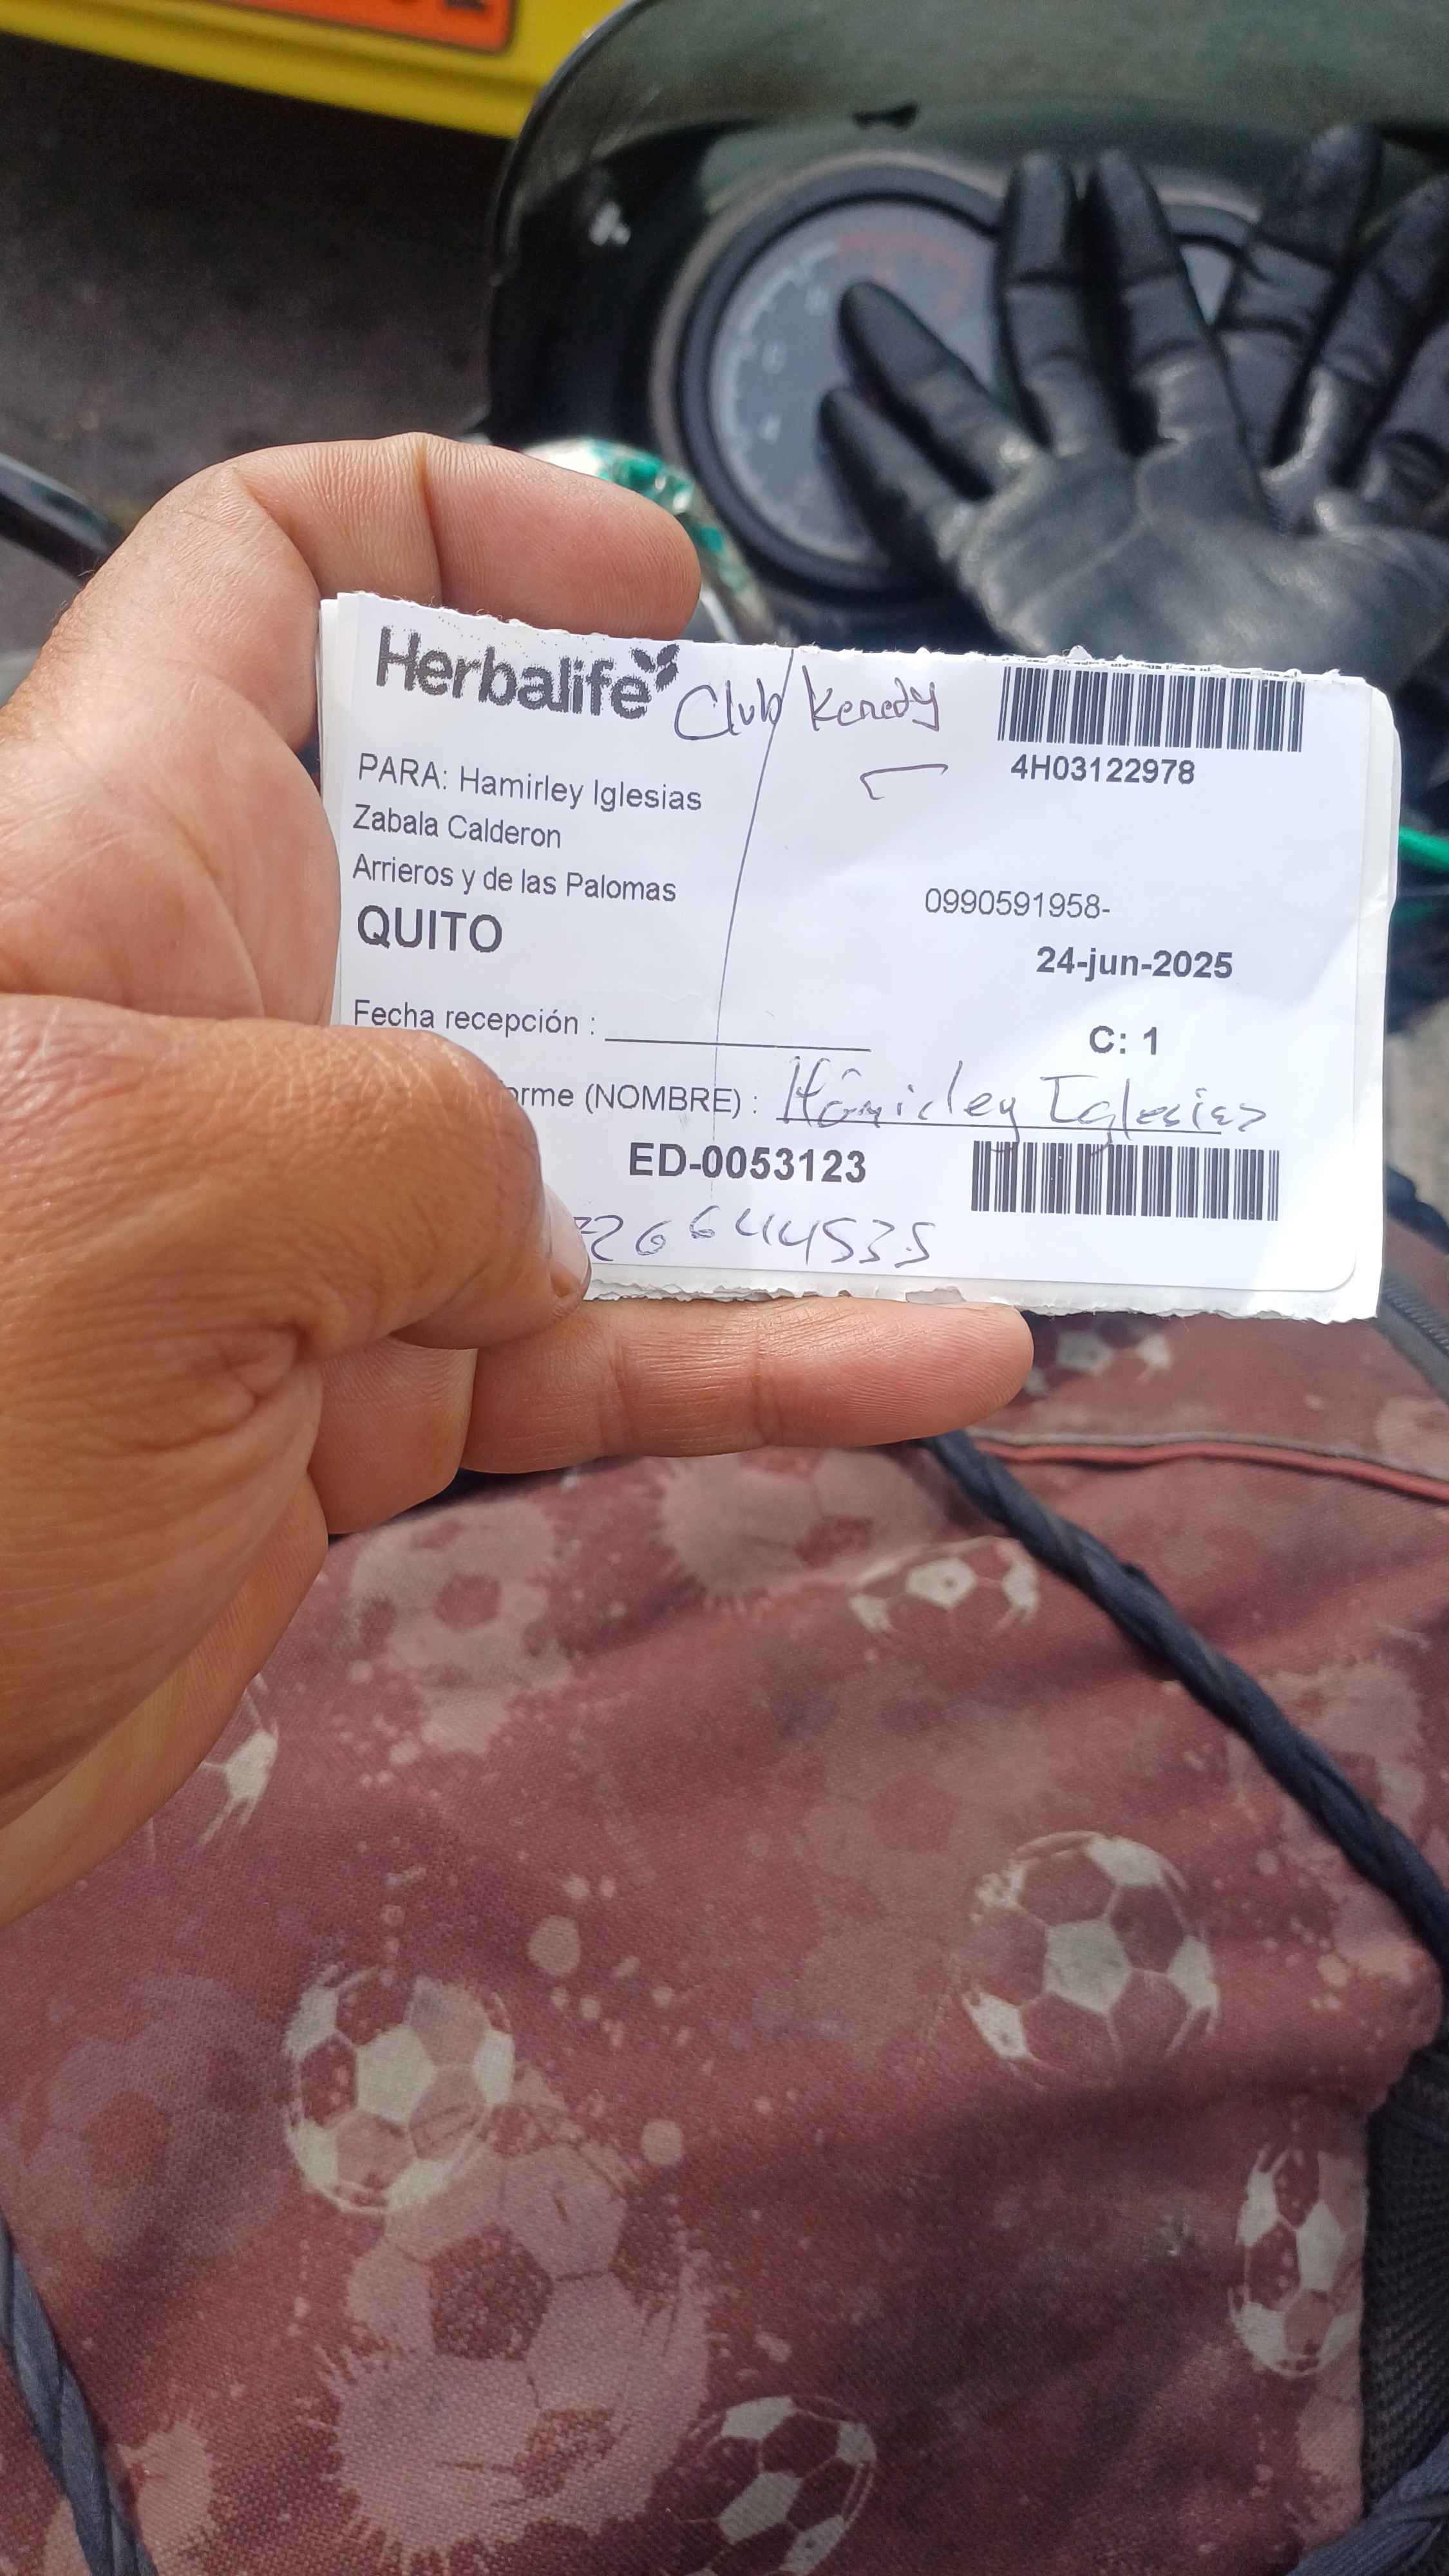 Herbalife Club Kenedy
4H03122978
PARA: Hamirley Iglesias
Zabala Calderon
Arrieros y de las Palomas
QUITO
0990591958-
24-jun-2025
Fecha recepción :
C: 1
orme (NOMBRE) : Hamirley Iglesias
ED-0053123
26644535